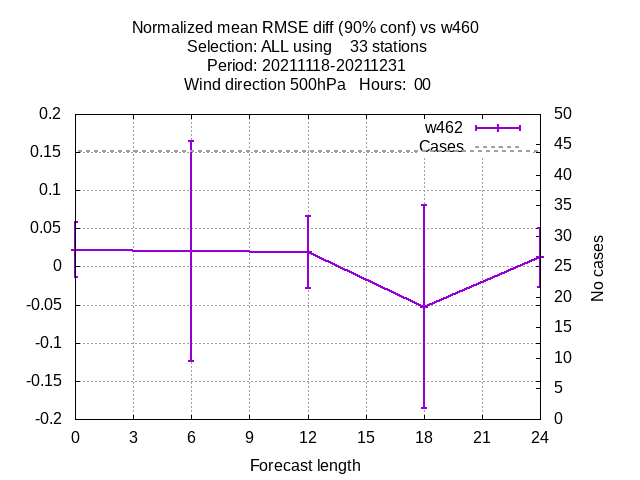 Normalized mean RMSE diff (90% conf) vs w460
Selection: ALL using    33 stations
Period: 20211118-20211231
Wind direction 500hPa   Hours:  00
0.2
0.15
0.1
0.05
0
-0.05
-0.1
-0.15
-0.2
w462
Cases
50
45
40
35
30
25
20
15
10
5
0
No cases
0 3 6 9 12 15 18 21 24
Forecast length